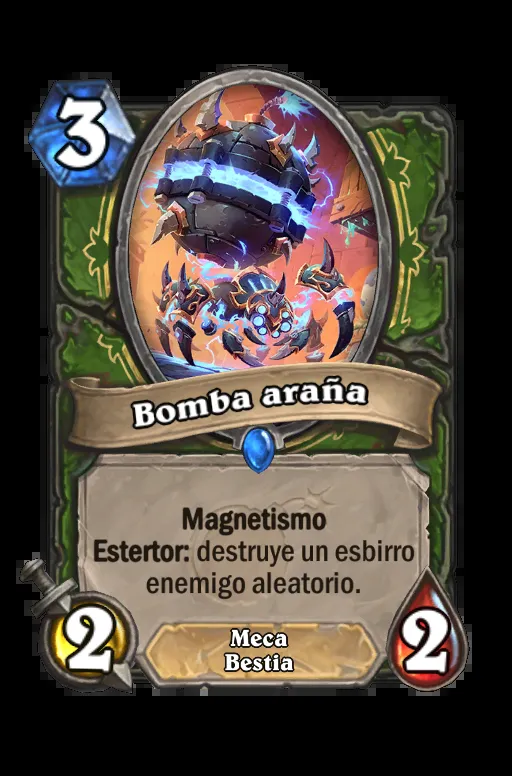 3
Bomba araña
Magnetismo
Estertor: destruye un esbirro
enemigo aleatorio.
2
Meca
Bestia
2